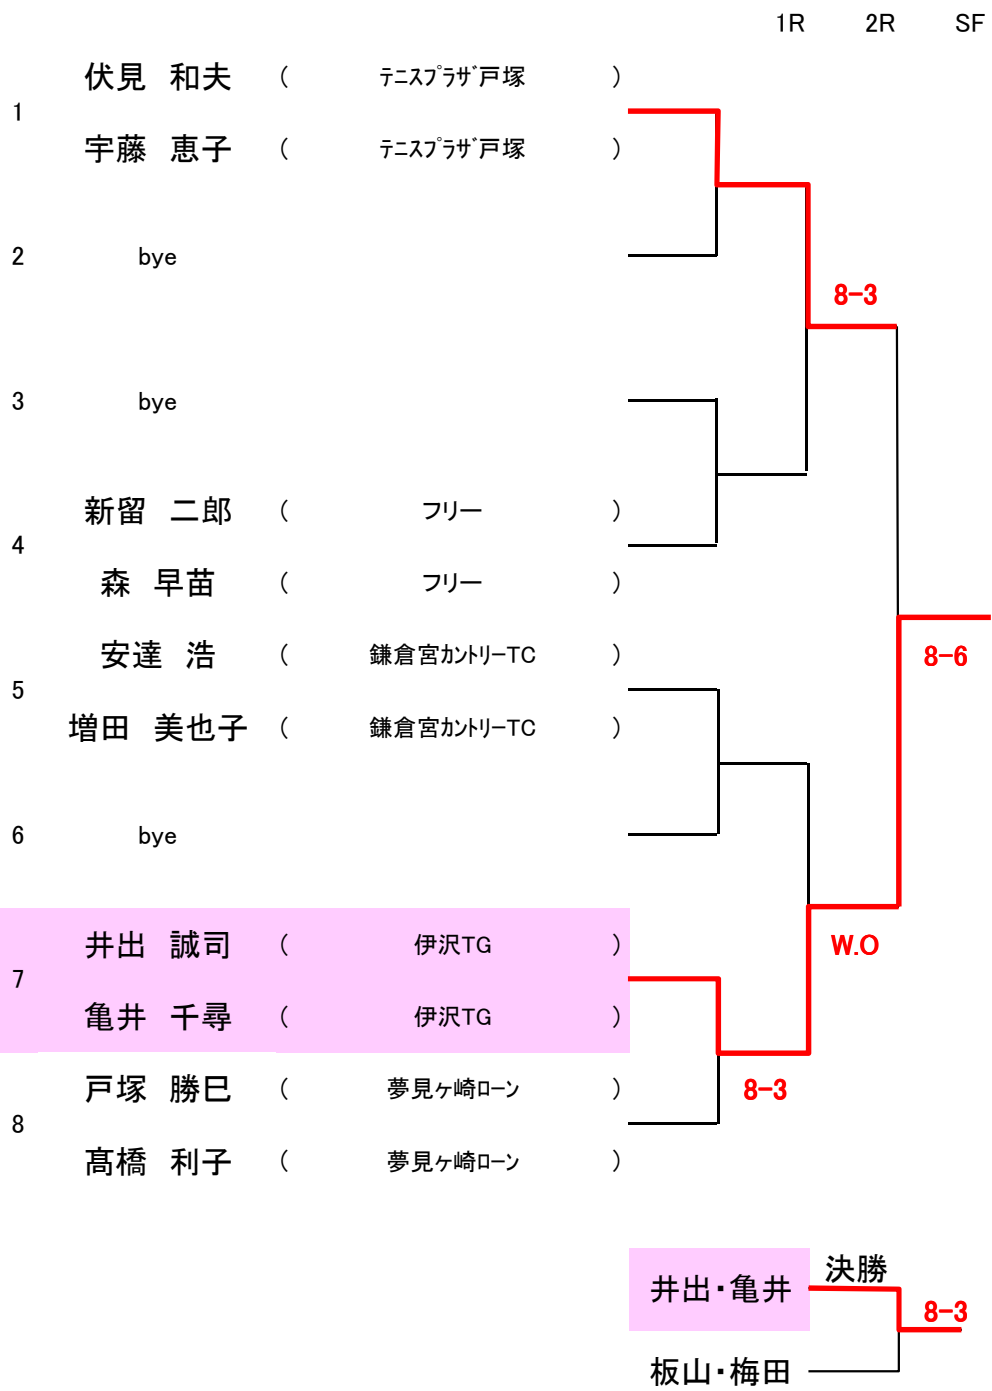 1R 2R SF
伏見 和夫 ( ﾃﾆｽﾌﾟﾗｻﾞ戸塚 )
1
宇藤 恵子 ( ﾃﾆｽﾌﾟﾗｻﾞ戸塚 )
2 bye
8-3
3 bye
新留 二郎 ( フリー )
4
森 早苗 ( フリー )
安達 浩 ( 鎌倉宮ｶﾝﾄﾘｰTC )
8-6
5
増田 美也子 ( 鎌倉宮ｶﾝﾄﾘｰTC )
6 bye
井出 誠司 ( 伊沢TG )
W.O
7
亀井 千尋 ( 伊沢TG )
戸塚 勝巳 ( 夢見ヶ崎ﾛｰﾝ )
8-3
8
髙橋 利子 ( 夢見ヶ崎ﾛｰﾝ )
決勝
井出・亀井
8-3
板山・梅田